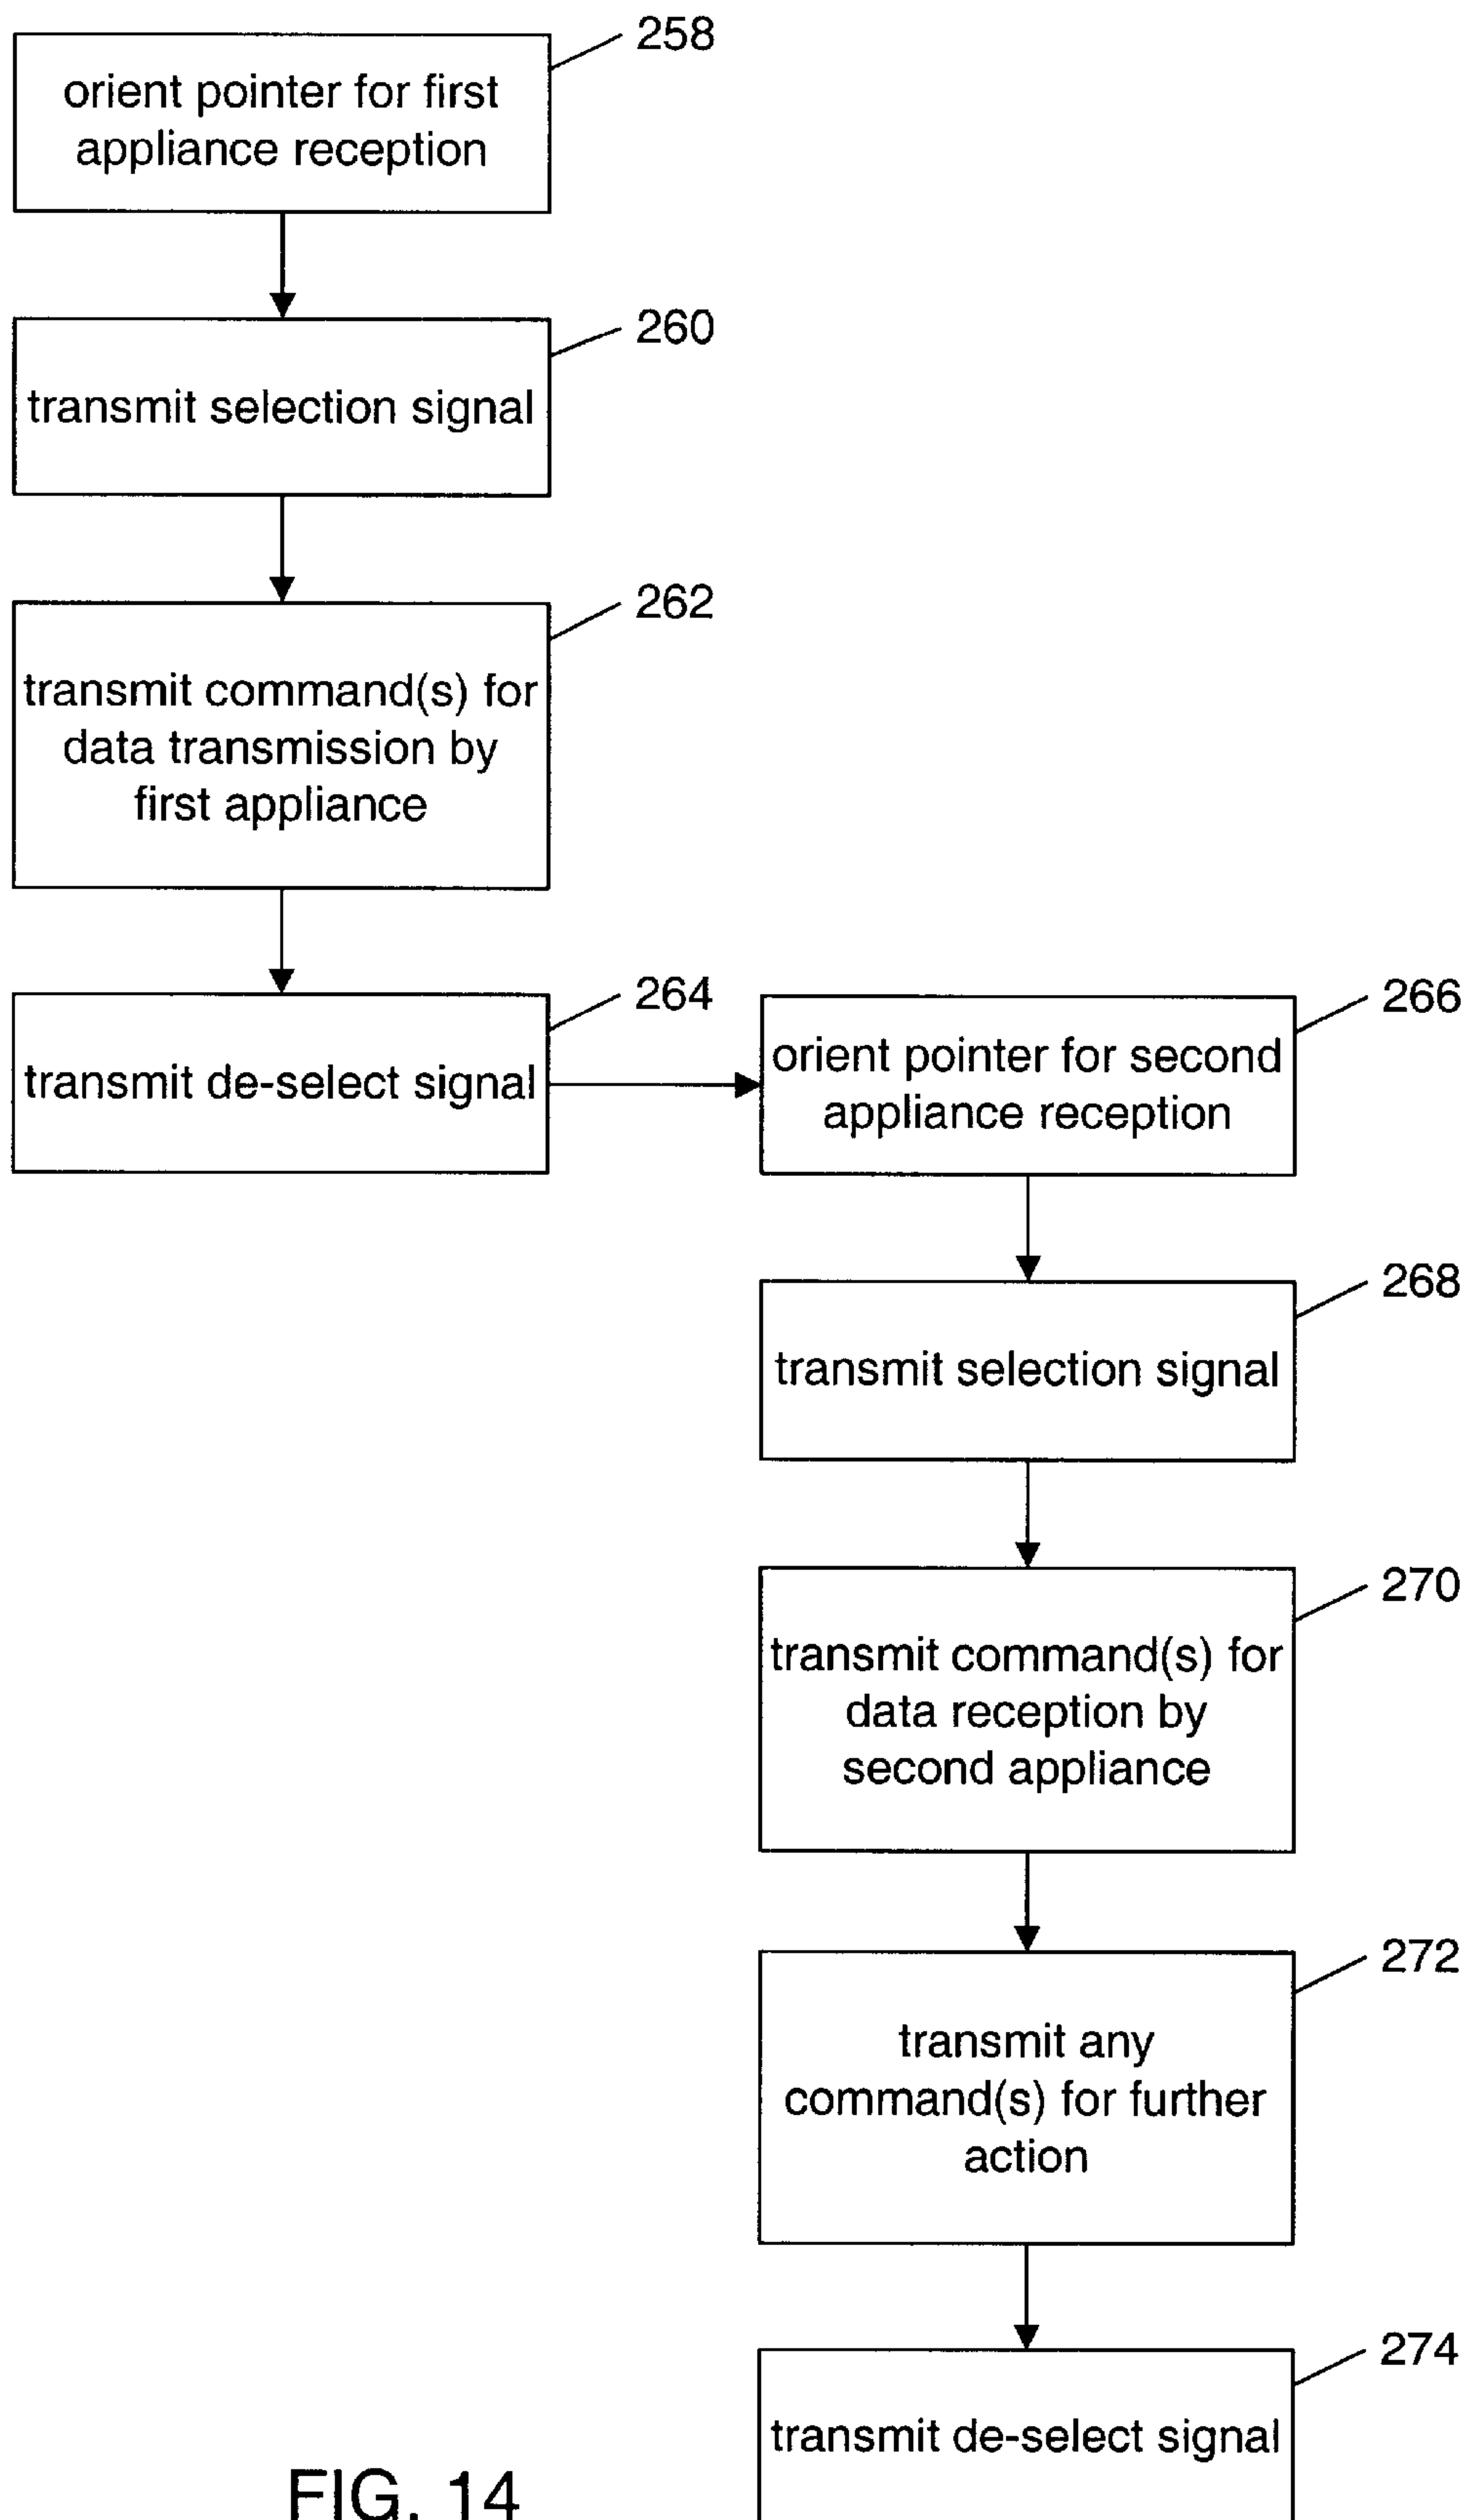 258
orient pointer for first
appliance reception
260
transmit selection signal
262
transmit command(s) for
data transmission by
first appliance
264
transmit de-select signal
266
orient pointer for second
appliance reception
268
transmit selection signal
270
transmit command(s) for
data reception by
second appliance
272
transmit any
command(s) for further
action
274
transmit de-select signal
FIG. 14